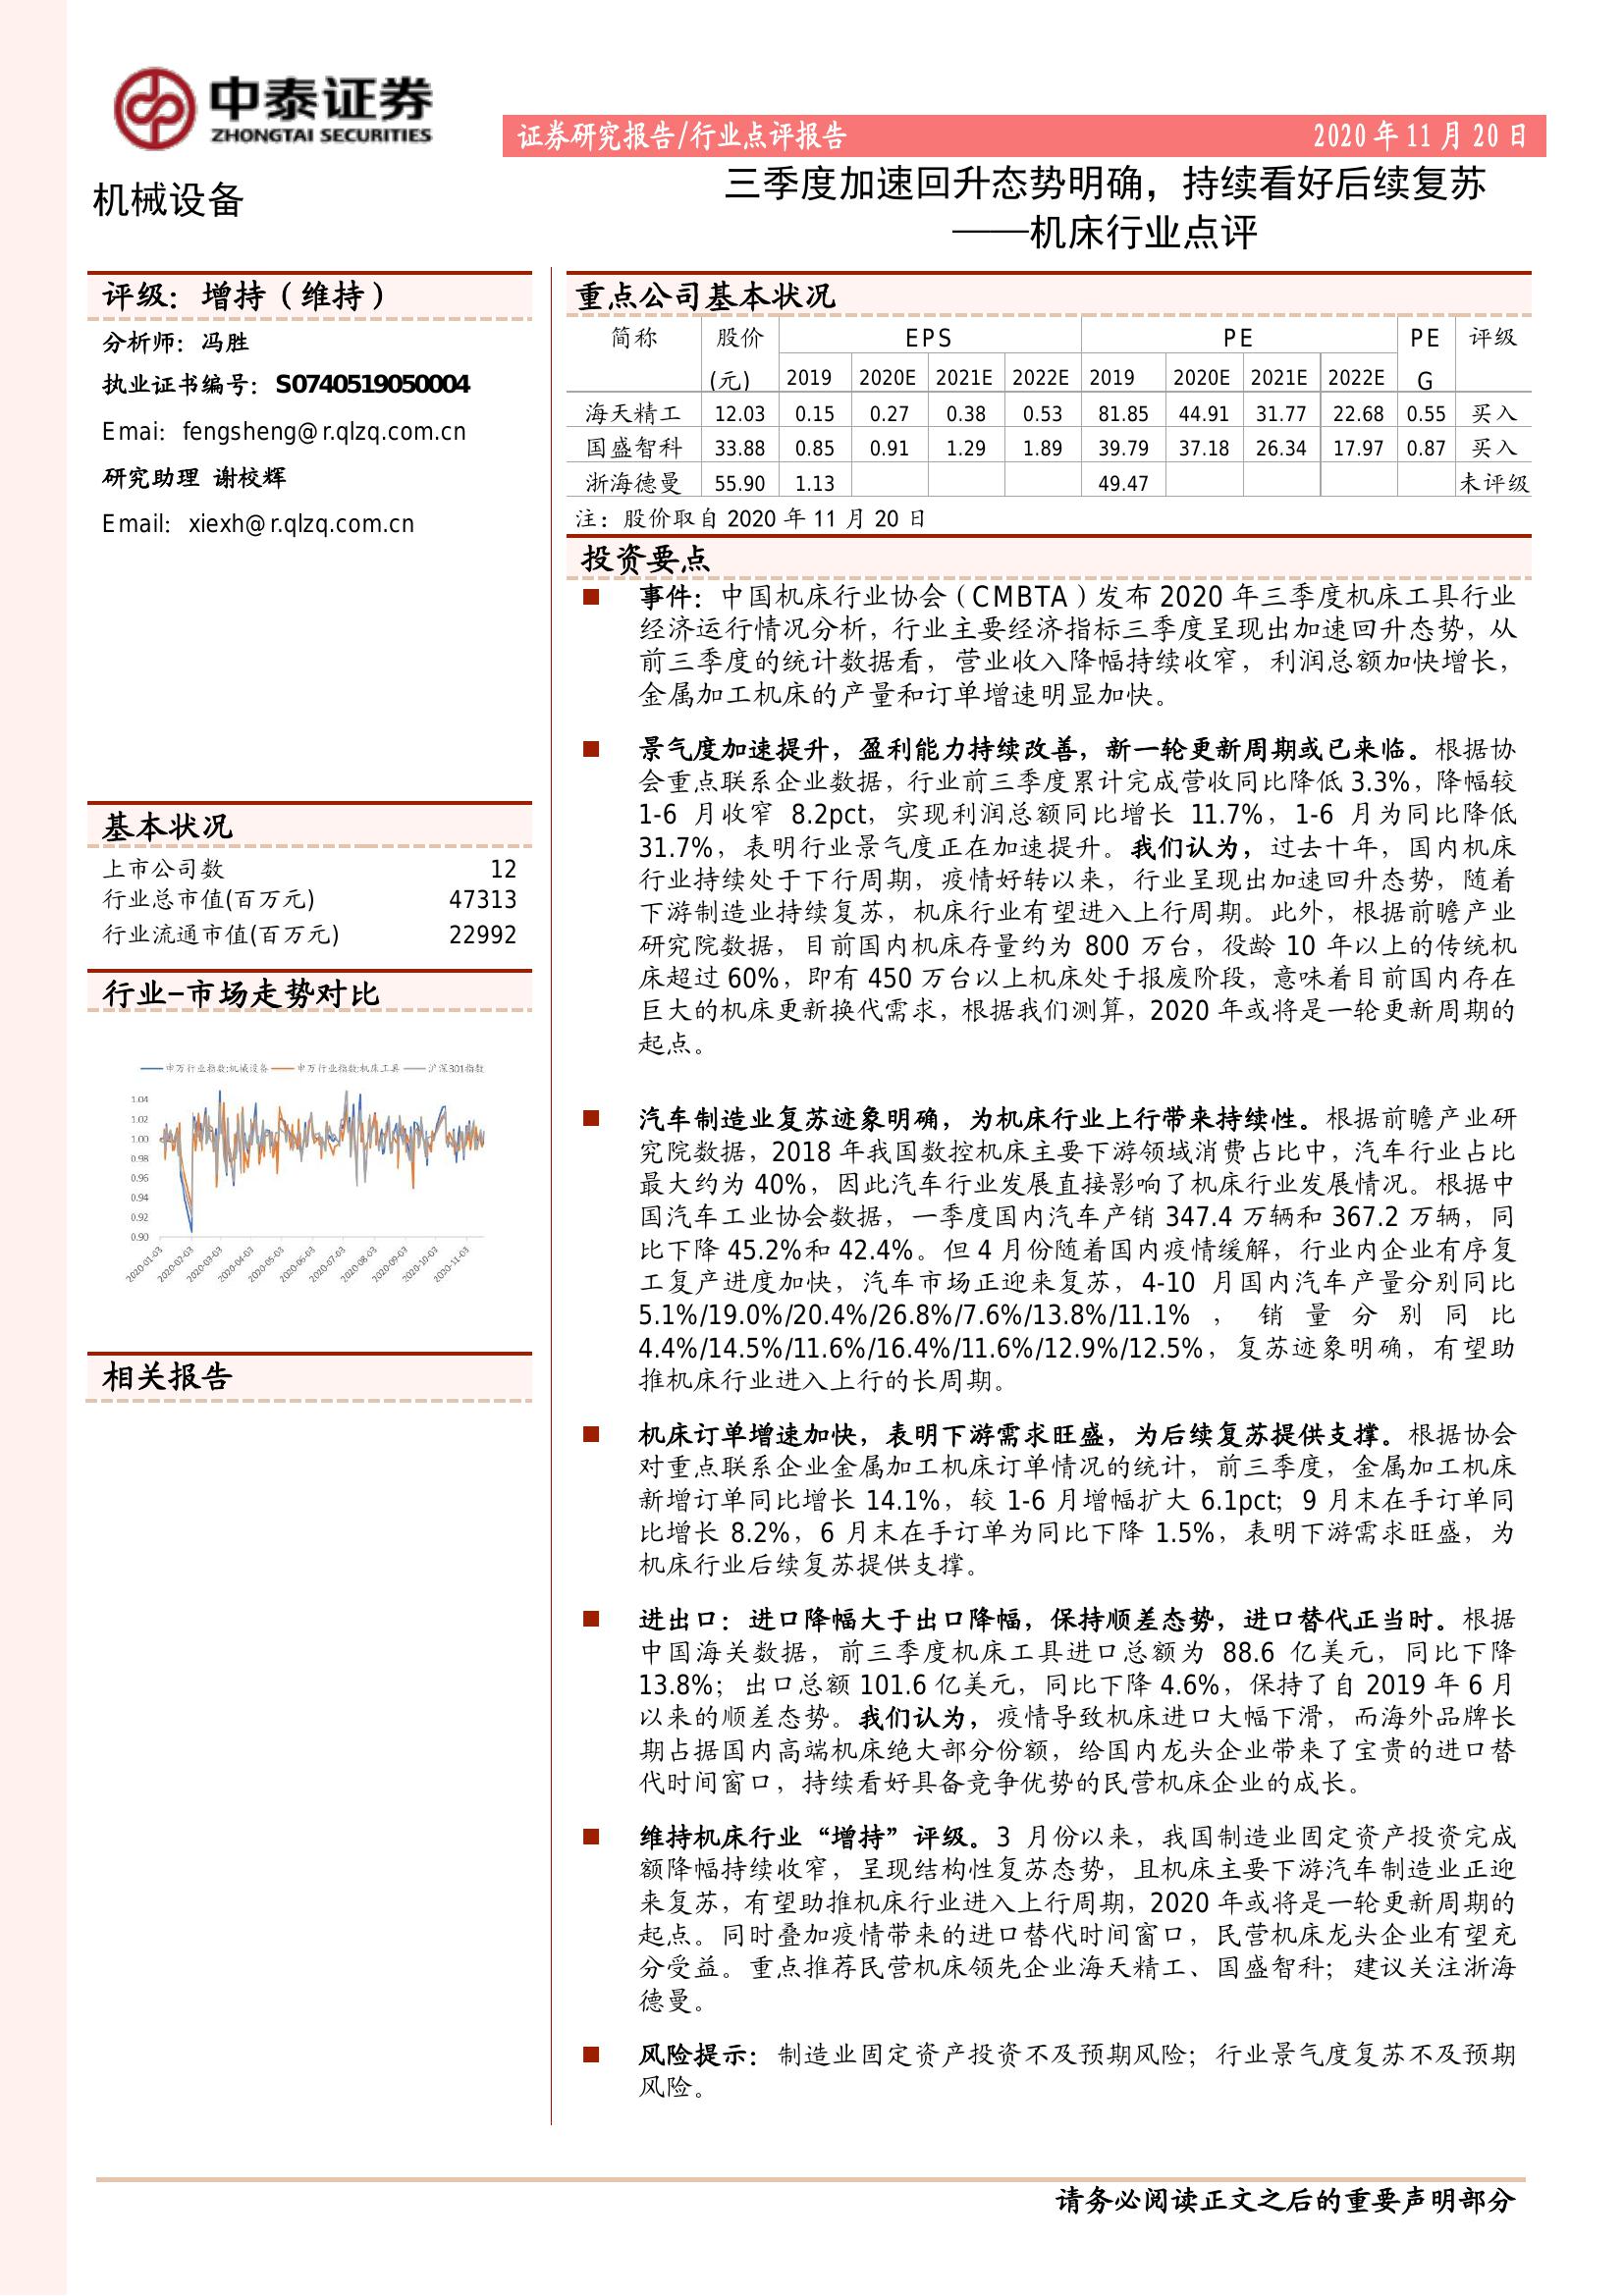 中泰证券
ZHONGTAI SECURITIES
证券研究报告/行业点评报告
2020 年 11 月 20 日
机械设备
三季度加速回升态势明确，持续看好后续复苏
——机床行业点评
评级：增持（维持）
分析师：冯胜
执业证书编号：S0740519050004
Emai：fengsheng@r.qlzq.com.cn
研究助理 谢校辉
Email：xiexh@r.qlzq.com.cn
基本状况
上市公司数 12
行业总市值(百万元) 47313
行业流通市值(百万元) 22992
行业-市场走势对比
申万行业指数:机械设备 申万行业指数:机床工具 沪深301指数
1.04
1.02
1.00
0.98
0.96
0.94
0.92
0.90
2020-01-03 2020-02-03 2020-03-03 2020-04-03 2020-05-03 2020-06-03 2020-07-03 2020-08-03 2020-09-03 2020-10-03 2020-11-03
相关报告
重点公司基本状况
简称 股价 EPS PE PE 评级
(元) 2019 2020E 2021E 2022E 2019 2020E 2021E 2022E G
海天精工 12.03 0.15 0.27 0.38 0.53 81.85 44.91 31.77 22.68 0.55 买入
国盛智科 33.88 0.85 0.91 1.29 1.89 39.79 37.18 26.34 17.97 0.87 买入
浙海德曼 55.90 1.13 49.47 未评级
注：股价取自 2020 年 11 月 20 日
投资要点
事件：中国机床行业协会（CMBTA）发布 2020 年三季度机床工具行业
经济运行情况分析，行业主要经济指标三季度呈现出加速回升态势，从
前三季度的统计数据看，营业收入降幅持续收窄，利润总额加快增长，
金属加工机床的产量和订单增速明显加快。
景气度加速提升，盈利能力持续改善，新一轮更新周期或已来临。根据协
会重点联系企业数据，行业前三季度累计完成营收同比降低 3.3%，降幅较
1-6 月收窄 8.2pct，实现利润总额同比增长 11.7%，1-6 月为同比降低
31.7%，表明行业景气度正在加速提升。我们认为，过去十年，国内机床
行业持续处于下行周期，疫情好转以来，行业呈现出加速回升态势，随着
下游制造业持续复苏，机床行业有望进入上行周期。此外，根据前瞻产业
研究院数据，目前国内机床存量约为 800 万台，役龄 10 年以上的传统机
床超过 60%，即有 450 万台以上机床处于报废阶段，意味着目前国内存在
巨大的机床更新换代需求，根据我们测算，2020 年或将是一轮更新周期的
起点。
汽车制造业复苏迹象明确，为机床行业上行带来持续性。根据前瞻产业研
究院数据，2018 年我国数控机床主要下游领域消费占比中，汽车行业占比
最大约为 40%，因此汽车行业发展直接影响了机床行业发展情况。根据中
国汽车工业协会数据，一季度国内汽车产销 347.4 万辆和 367.2 万辆，同
比下降 45.2%和 42.4%。但 4 月份随着国内疫情缓解，行业内企业有序复
工复产进度加快，汽车市场正迎来复苏，4-10 月国内汽车产量分别同比
5.1%/19.0%/20.4%/26.8%/7.6%/13.8%/11.1%，销量分别同比
4.4%/14.5%/11.6%/16.4%/11.6%/12.9%/12.5%，复苏迹象明确，有望助
推机床行业进入上行的长周期。
机床订单增速加快，表明下游需求旺盛，为后续复苏提供支撑。根据协会
对重点联系企业金属加工机床订单情况的统计，前三季度，金属加工机床
新增订单同比增长 14.1%，较 1-6 月增幅扩大 6.1pct；9 月末在手订单同
比增长 8.2%，6 月末在手订单为同比下降 1.5%，表明下游需求旺盛，为
机床行业后续复苏提供支撑。
进出口：进口降幅大于出口降幅，保持顺差态势，进口替代正当时。根据
中国海关数据，前三季度机床工具进口总额为 88.6 亿美元，同比下降
13.8%；出口总额 101.6 亿美元，同比下降 4.6%，保持了自 2019 年 6 月
以来的顺差态势。我们认为，疫情导致机床进口大幅下滑，而海外品牌长
期占据国内高端机床绝大部分份额，给国内龙头企业带来了宝贵的进口替
代时间窗口，持续看好具备竞争优势的民营机床企业的成长。
维持机床行业“增持”评级。3 月份以来，我国制造业固定资产投资完成
额降幅持续收窄，呈现结构性复苏态势，且机床主要下游汽车制造业正迎
来复苏，有望助推机床行业进入上行周期，2020 年或将是一轮更新周期的
起点。同时叠加疫情带来的进口替代时间窗口，民营机床龙头企业有望充
分受益。重点推荐民营机床领先企业海天精工、国盛智科；建议关注浙海
德曼。
风险提示：制造业固定资产投资不及预期风险；行业景气度复苏不及预期
风险。
请务必阅读正文之后的重要声明部分